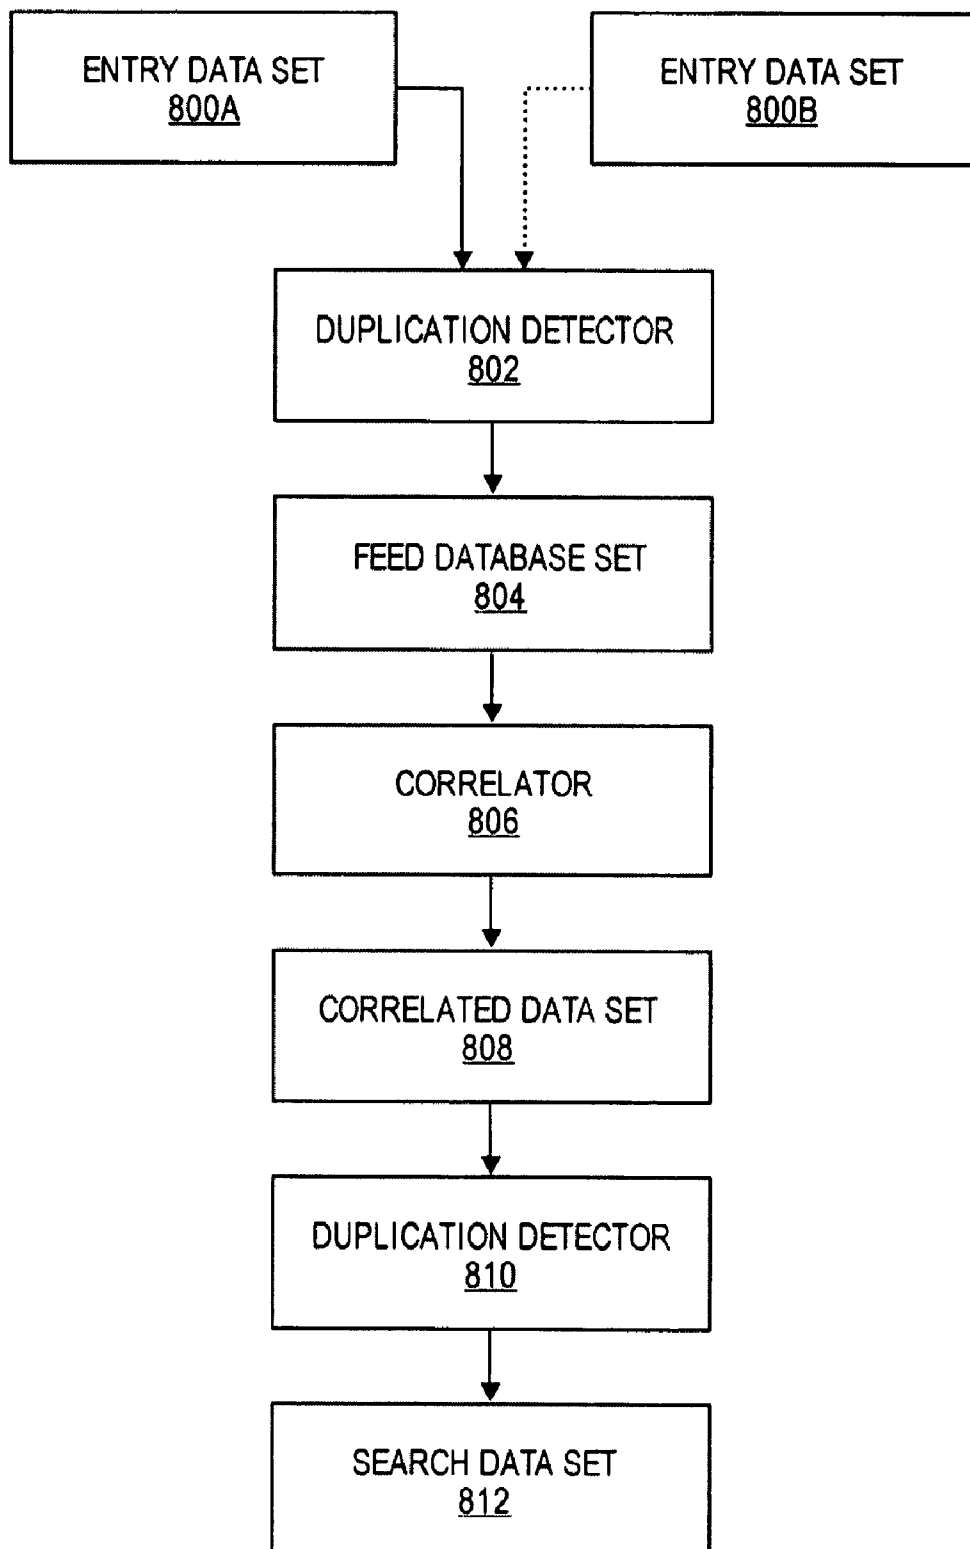 ENTRY DATA SET
800A
ENTRY DATA SET
800B
DUPLICATION DETECTOR
802
FEED DATABASE SET
804
CORRELATOR
806
CORRELATED DATA SET
808
DUPLICATION DETECTOR
810
SEARCH DATA SET
812